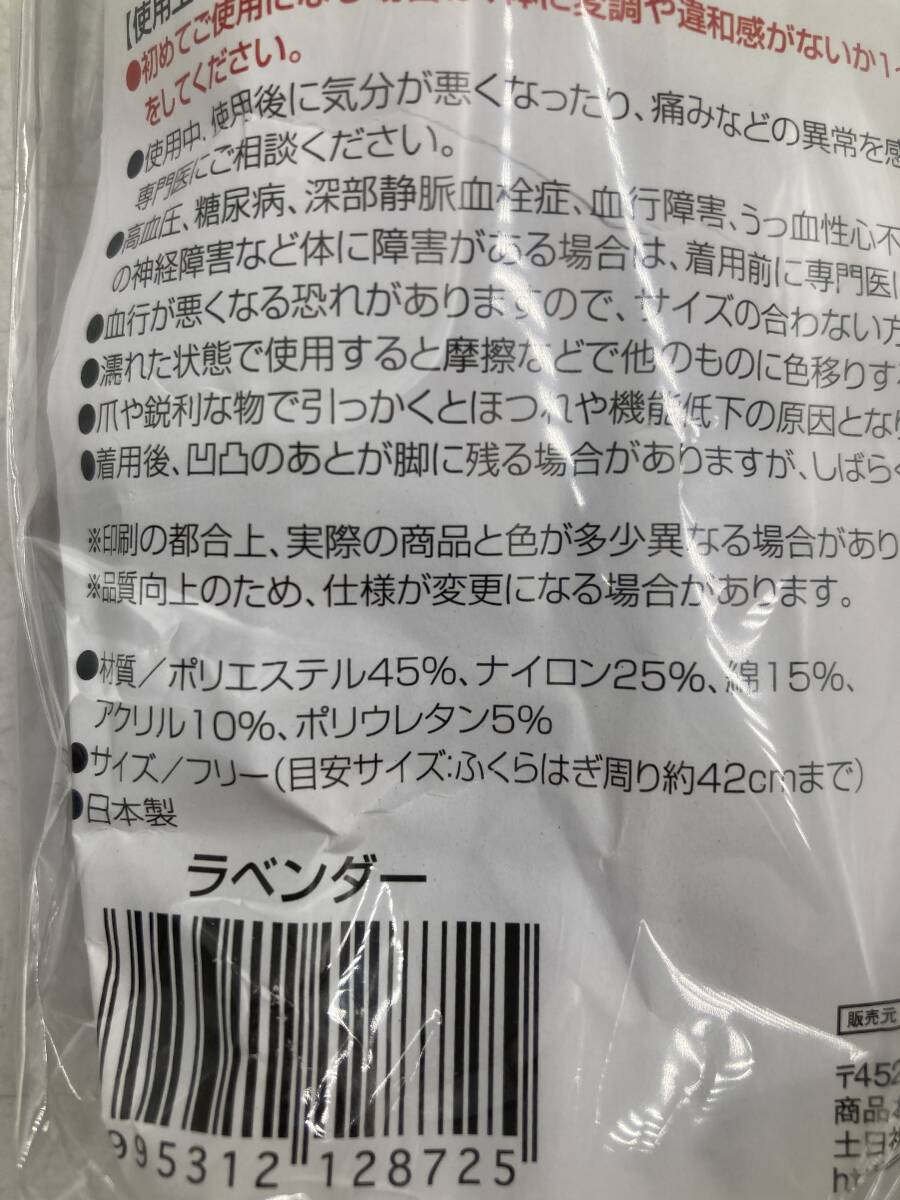 【使用上
●初めてご使用に
変調や違和感がないか1
をしてください。
●使用中、使用後に気分が悪くなったり、痛みなどの異常を感
専門医にご相談ください。
●高血圧、糖尿病、深部静脈血栓症、血行障害、うっ血性心不
の神経障害など体に障害がある場合は、着用前に専門医に
●血行が悪くなる恐れがありますので、サイズの合わない方
●濡れた状態で使用すると摩擦などで他のものに色移りす
●爪や鋭利な物で引っかくとほつれや機能低下の原因とな
●着用後、凹凸のあとが脚に残る場合がありますが、しばらく
※印刷の都合上、実際の商品と色が多少異なる場合があり
※品質向上のため、仕様が変更になる場合があります。
●材質/ポリエステル45%、ナイロン25%、綿15%、
アクリル10%、ポリウレタン5%
●サイズ/フリー(目安サイズ:ふくらはぎ周り約42cmまで)
●日本製
ラベンダー
995312 128725
販売元
〒452
商品
土日祝